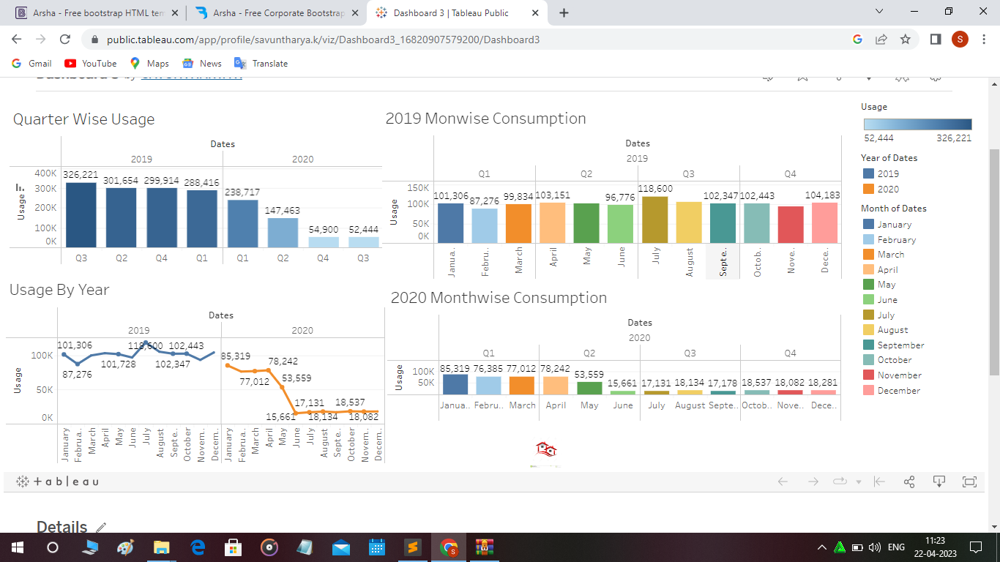 Arsha - Free bootstrap HTML tem
Arsha - Free Corporate Bootstrap
Dashboard 3 | Tableau Public
public.tableau.com/app/profile/savuntharya.k/viz/Dashboard3_16820907579200/Dashboard3
S
Gmail
YouTube
Maps
News
Translate
Quarter Wise Usage
Dates
2019
2020
Usage
400K
300K
200K
100K
0K
326,221
301,654
299,914
288,416
238,717
147,463
54,900
52,444
Q3
Q2
Q4
Q1
Q1
Q2
Q4
Q3
2019 Monwise Consumption
Dates
2019
Q1
Q2
Q3
Q4
Usage
150K
100K
50K
0K
101,306
87,276
99,834
103,151
96,776
118,600
102,347
102,443
104,183
Janua..
Febru..
March
April
May
June
July
August
Septe..
Octob..
Nove..
Dece..
Usage
52,444
326,221
Year of Dates
2019
2020
Month of Dates
January
February
March
April
May
June
July
August
September
October
November
December
Usage By Year
Dates
2019
2020
Usage
100K
50K
0K
101,306
87,276
101,728
118,600
102,347
102,443
85,319
77,012
78,242
53,559
15,661
17,131
18,134
18,537
18,082
January
Februa..
March
April
May
June
July
August
Septe..
October
Novem..
Decem..
January
Februa..
March
April
May
June
July
August
Septe..
October
Novem..
Decem..
2020 Monthwise Consumption
Dates
2020
Q1
Q2
Q3
Q4
Usage
100K
50K
85,319
76,385
77,012
78,242
53,559
15,661
17,131
18,134
17,178
18,537
18,082
18,281
Janua..
Febru..
March
April
May
June
July
August
Septe..
Octob..
Nove..
Dece..
+ a b l e a u
Details
ENG
11:23
22-04-2023